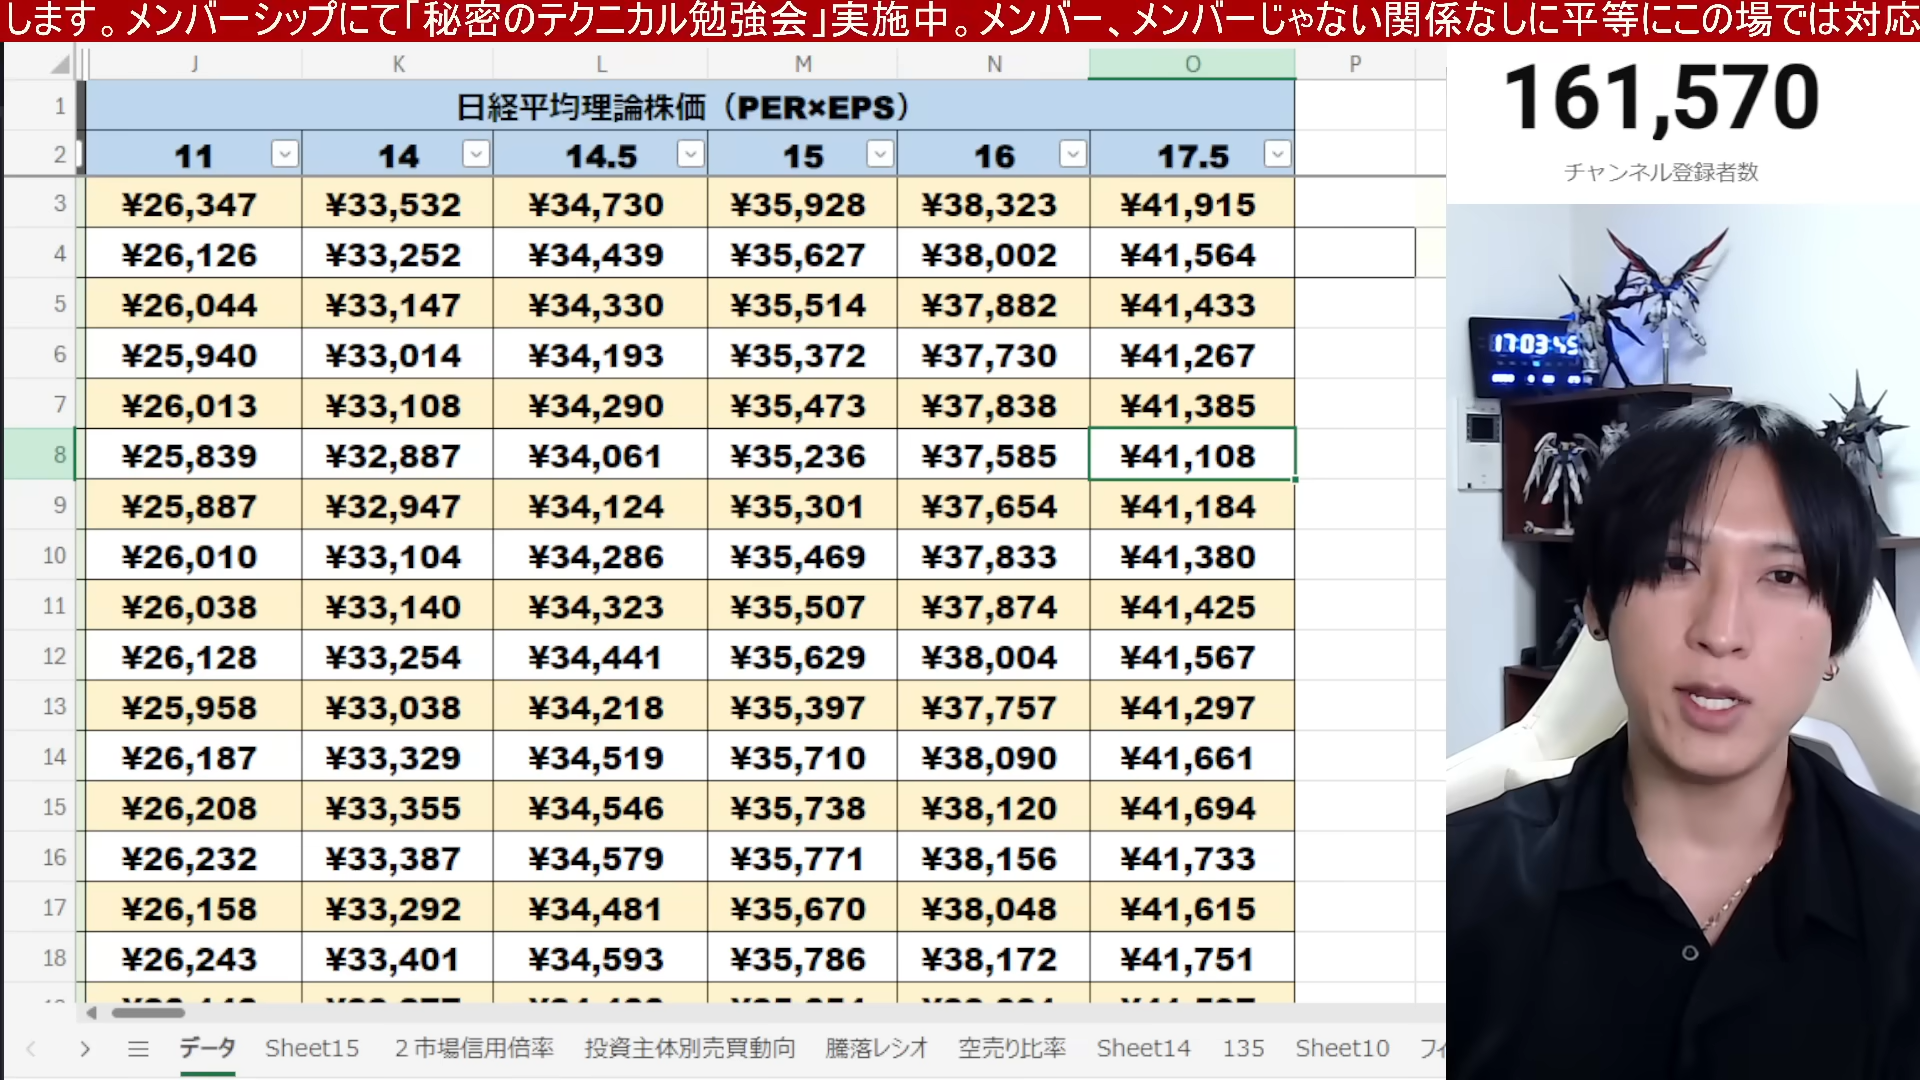 します。メンバーシップにて「秘密のテクニカル勉強会」実施中。メンバー、メンバーじゃない関係なしに平等にこの場では対応
161,570
チャンネル登録者数
J K L M N O P
1 日経平均理論株価（PER×EPS）
2 11 14 14.5 15 16 17.5
3 ¥26,347 ¥33,532 ¥34,730 ¥35,928 ¥38,323 ¥41,915
4 ¥26,126 ¥33,252 ¥34,439 ¥35,627 ¥38,002 ¥41,564
5 ¥26,044 ¥33,147 ¥34,330 ¥35,514 ¥37,882 ¥41,433
6 ¥25,940 ¥33,014 ¥34,193 ¥35,372 ¥37,730 ¥41,267
7 ¥26,013 ¥33,108 ¥34,290 ¥35,473 ¥37,838 ¥41,385
8 ¥25,839 ¥32,887 ¥34,061 ¥35,236 ¥37,585 ¥41,108
9 ¥25,887 ¥32,947 ¥34,124 ¥35,301 ¥37,654 ¥41,184
10 ¥26,010 ¥33,104 ¥34,286 ¥35,469 ¥37,833 ¥41,380
11 ¥26,038 ¥33,140 ¥34,323 ¥35,507 ¥37,874 ¥41,425
12 ¥26,128 ¥33,254 ¥34,441 ¥35,629 ¥38,004 ¥41,567
13 ¥25,958 ¥33,038 ¥34,218 ¥35,397 ¥37,757 ¥41,297
14 ¥26,187 ¥33,329 ¥34,519 ¥35,710 ¥38,090 ¥41,661
15 ¥26,208 ¥33,355 ¥34,546 ¥35,738 ¥38,120 ¥41,694
16 ¥26,232 ¥33,387 ¥34,579 ¥35,771 ¥38,156 ¥41,733
17 ¥26,158 ¥33,292 ¥34,481 ¥35,670 ¥38,048 ¥41,615
18 ¥26,243 ¥33,401 ¥34,593 ¥35,786 ¥38,172 ¥41,751
データ Sheet15 2市場信用倍率 投資主体別売買動向 騰落レシオ 空売り比率 Sheet14 135 Sheet10 フィ
17:03:45